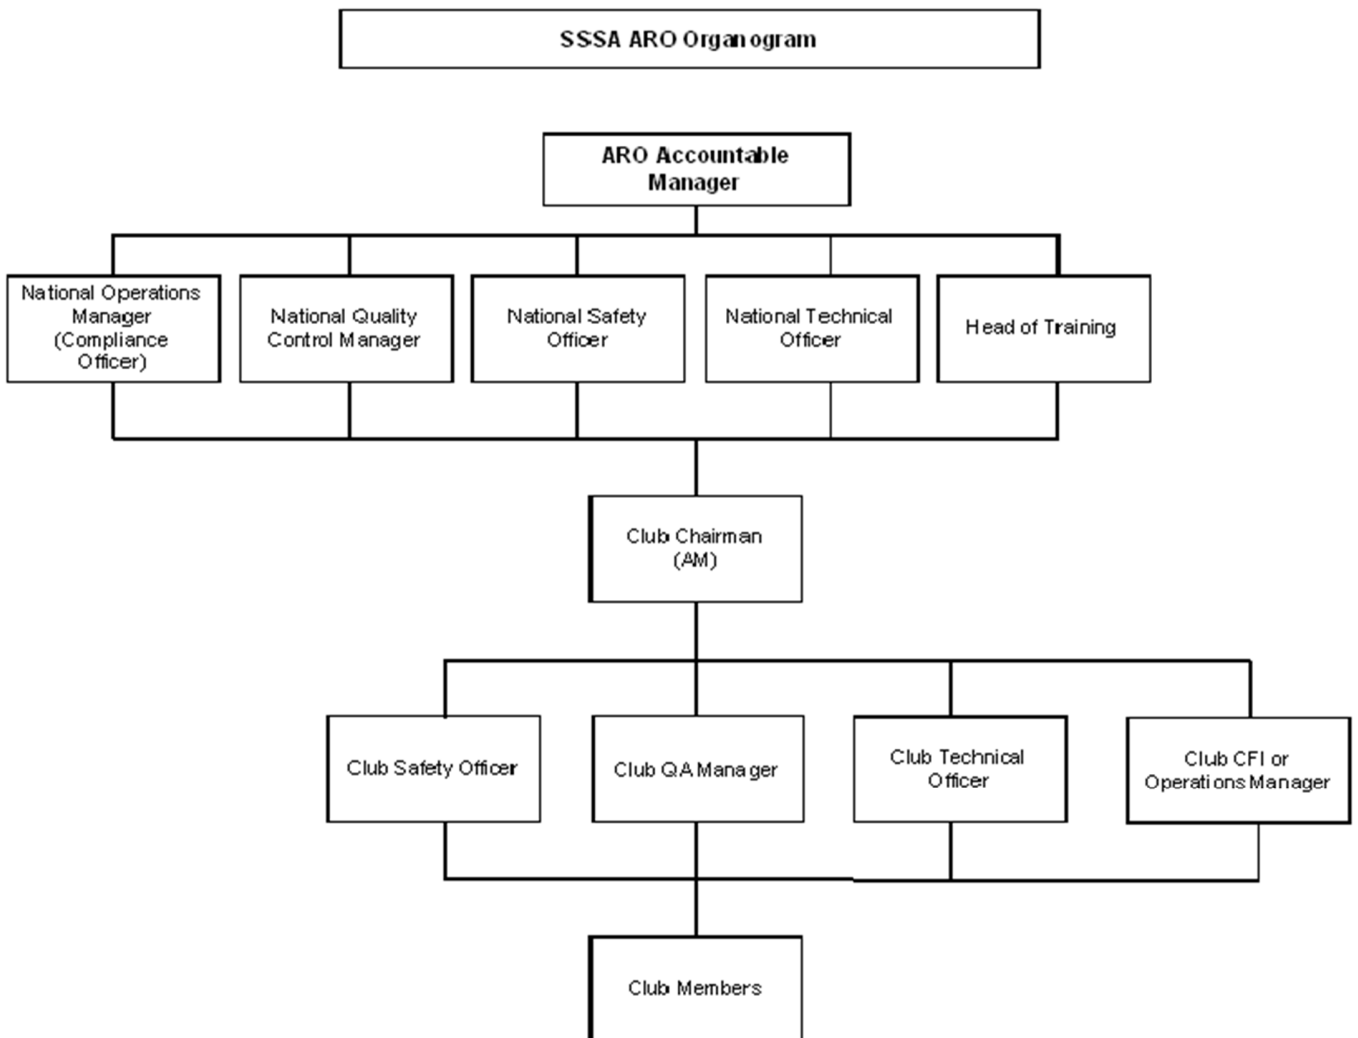 SSSA ARO Organogram
ARO Accountable
Manager
National Operations
Manager
(Compliance
Officer)
National Quality
Control Manager
National Safety
Officer
National Technical
Officer
Head of Training
Club Chairman
(AM)
Club Safety Officer
Club QA Manager
Club Technical
Officer
Club CFI or
Operations Manager
Club Members